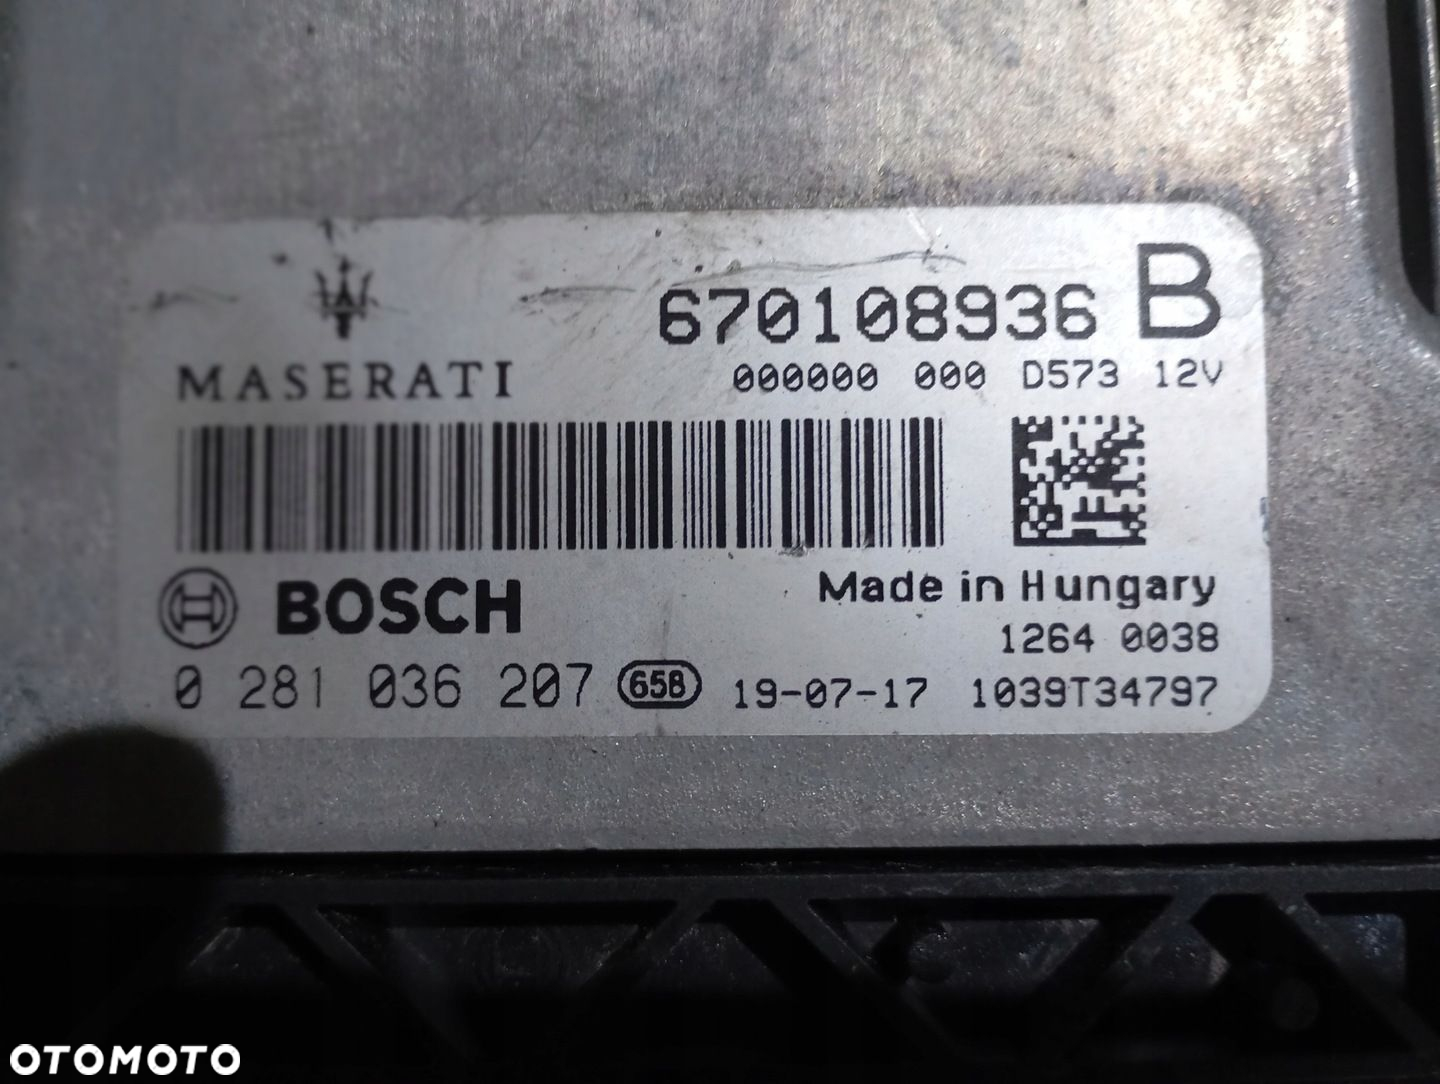 670108936 B
MASERATI
000000 000 D573 12V
BOSCH
Made in Hungary
1264 0038
0 281 036 207 65B 19-07-17 1039T34797
OTOMOTO